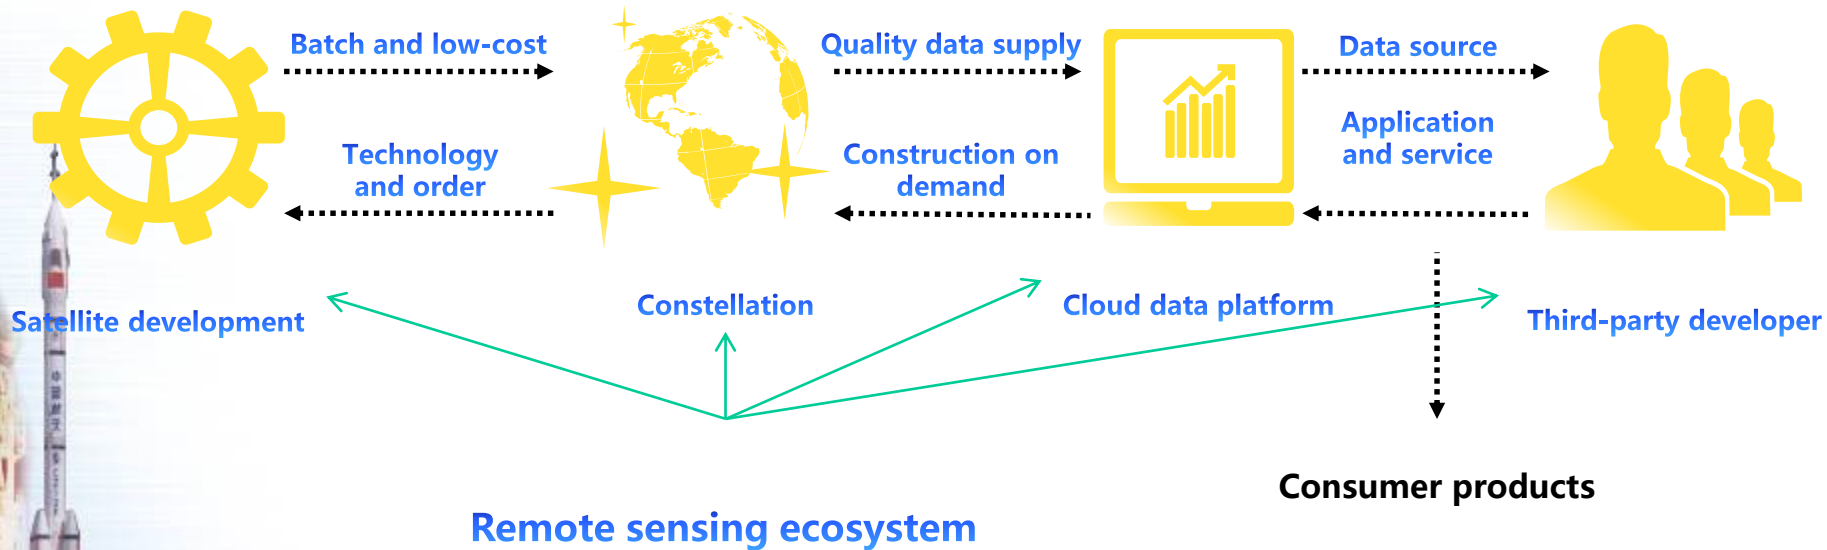 Batch and low-cost
Quality data supply
Data source
Technology
and order
Construction on
demand
Application
and service
Satellite development
Constellation
Cloud data platform
Third-party developer
Consumer products
Remote sensing ecosystem